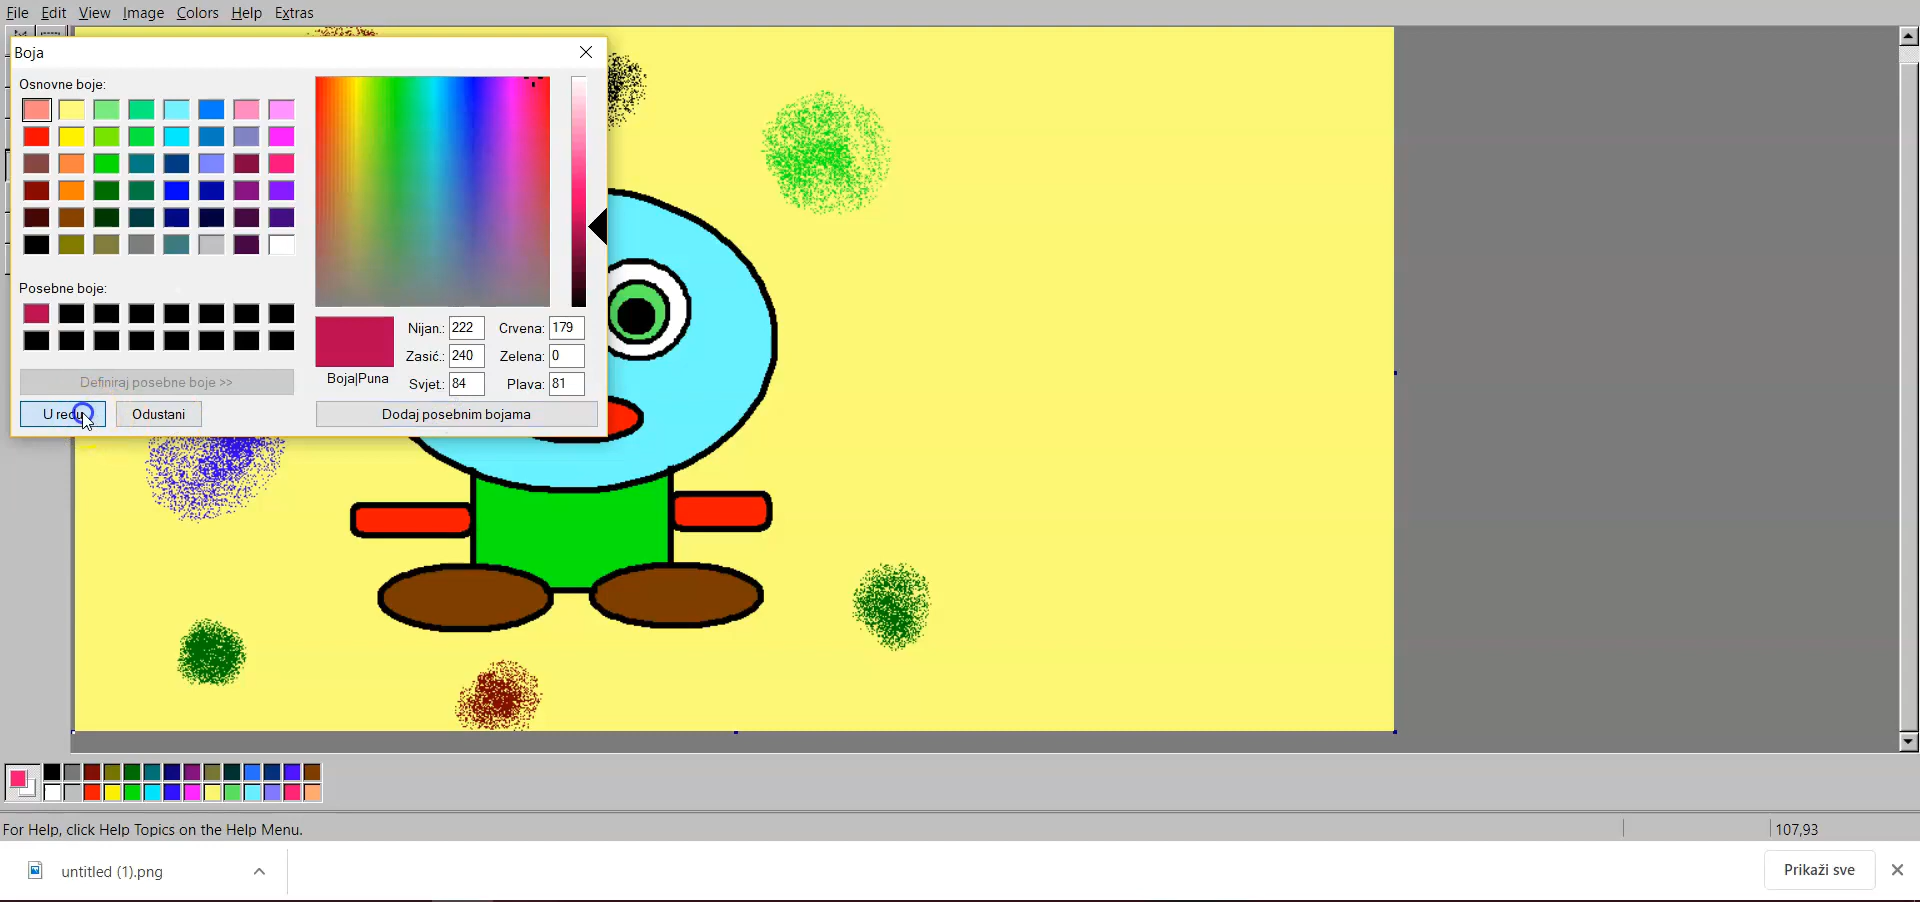 File Edit View Image Colors Help Extras
Boja
Osnovne boje:
Posebne boje:
Nijan.: 222 Crvena: 179
Zasić.: 240 Zelena: 0
Boja|Puna Svjet.: 84 Plava: 81
Definiraj posebne boje >>
U redu Odustani Dodaj posebnim bojama
For Help, click Help Topics on the Help Menu. 107,93
untitled (1).png Prikaži sve